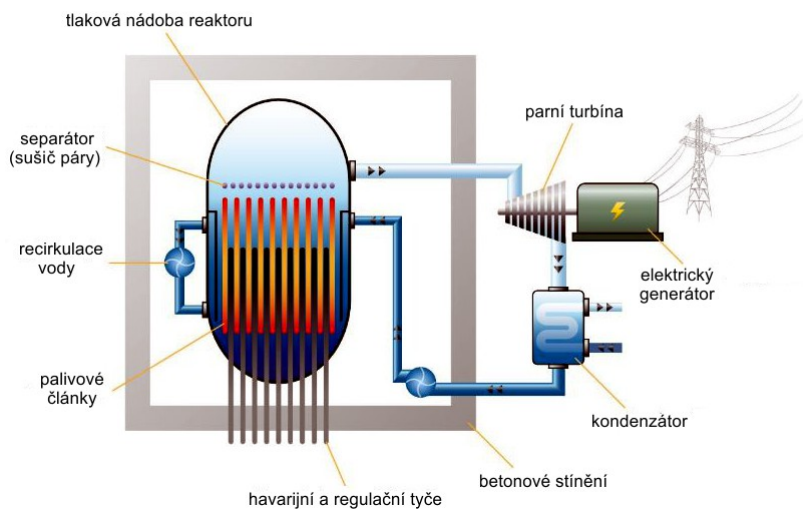 tlaková nádoba reaktoru
separátor
(sušič páry)
recirkulace
vody
palivové
články
havarijní a regulační tyče
parní turbína
elektrický
generátor
kondenzátor
betonové stínění